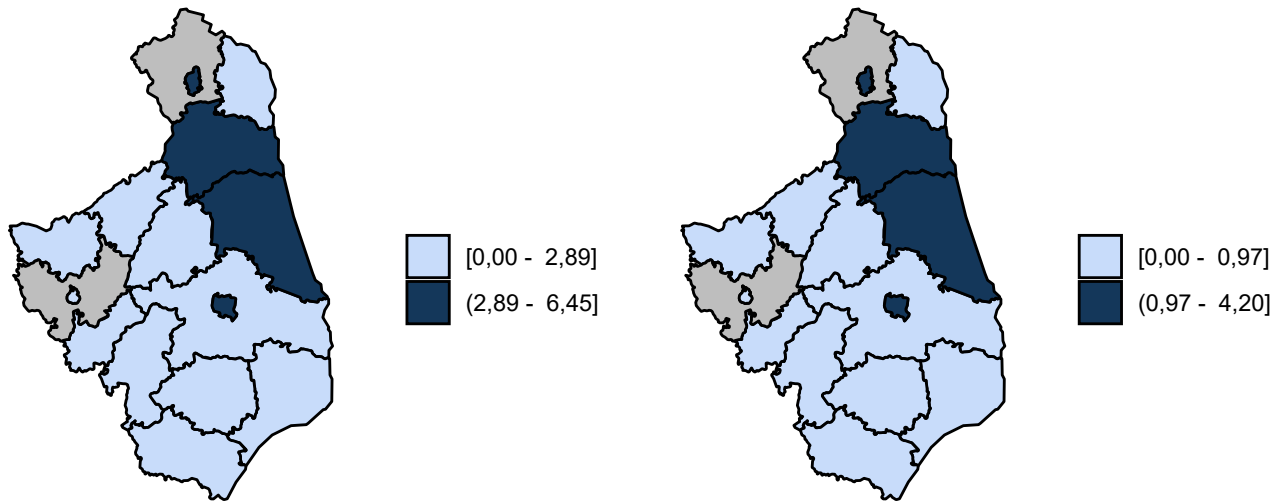 [0,00 - 2,89]
(2,89 - 6,45]
[0,00 - 0,97]
(0,97 - 4,20]